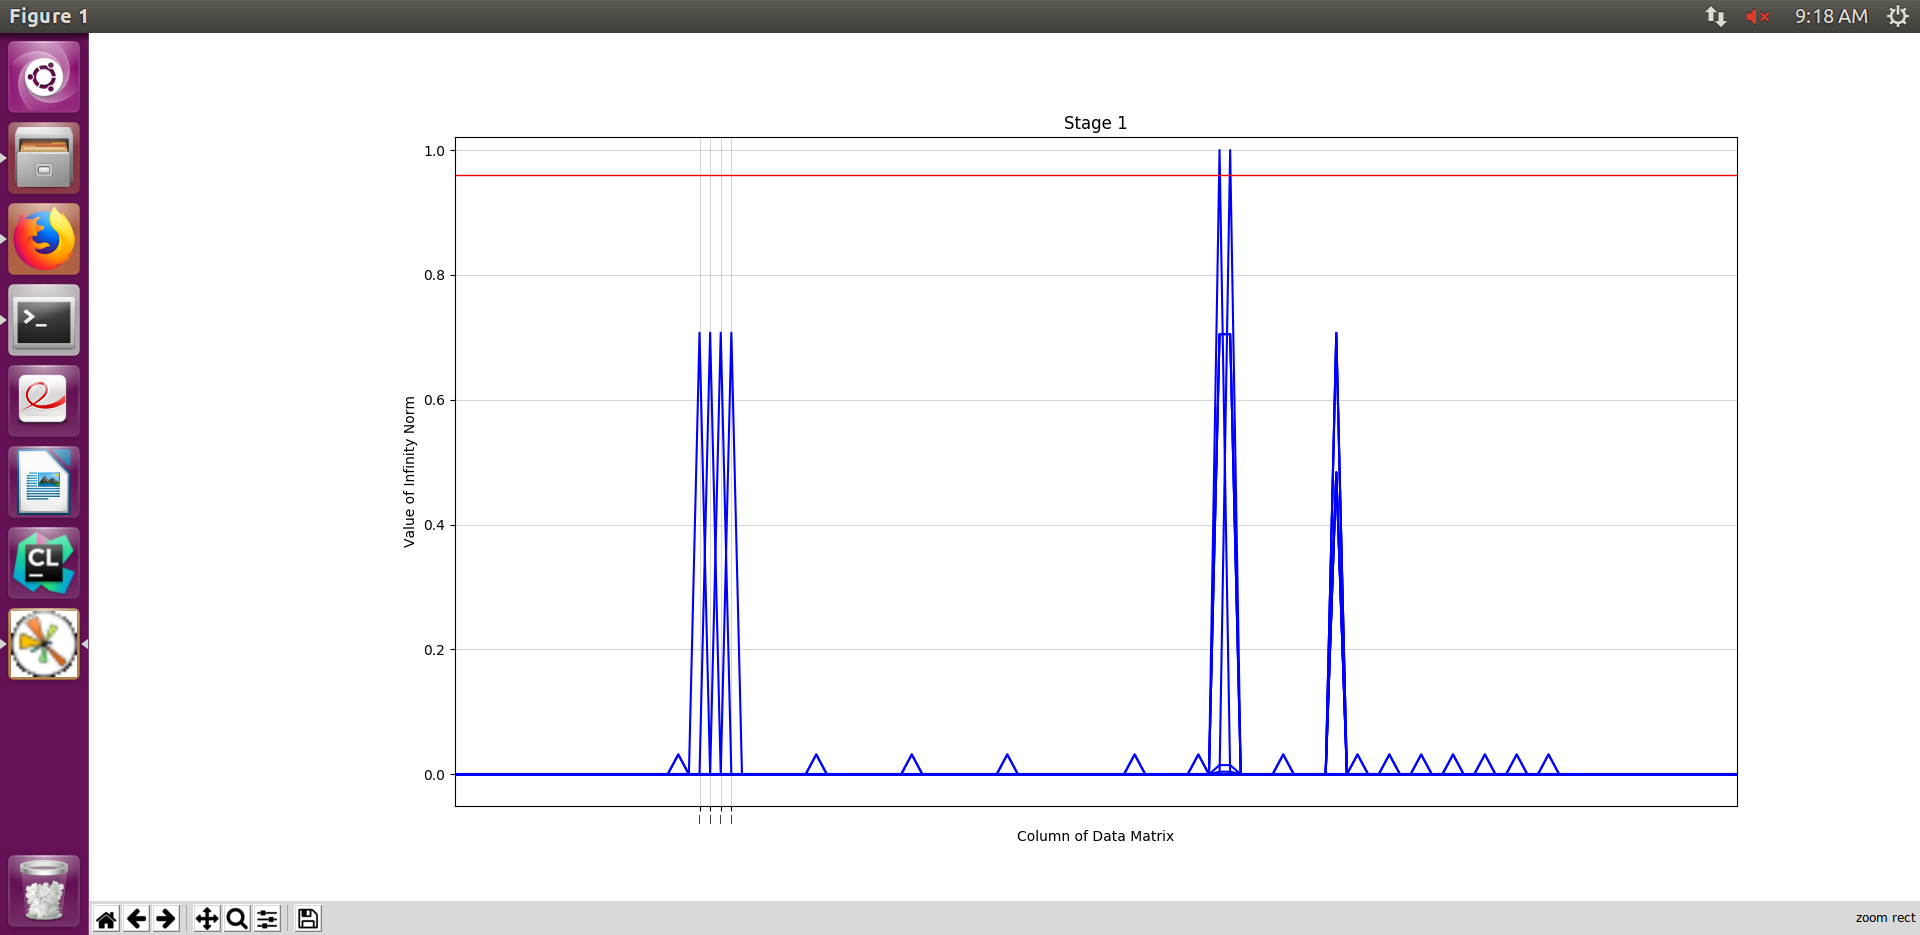 Figure 1
9:18 AM
Stage 1
1.0
0.8
0.6
0.4
0.2
0.0
Value of Infinity Norm
Column of Data Matrix
CL
zoom rect